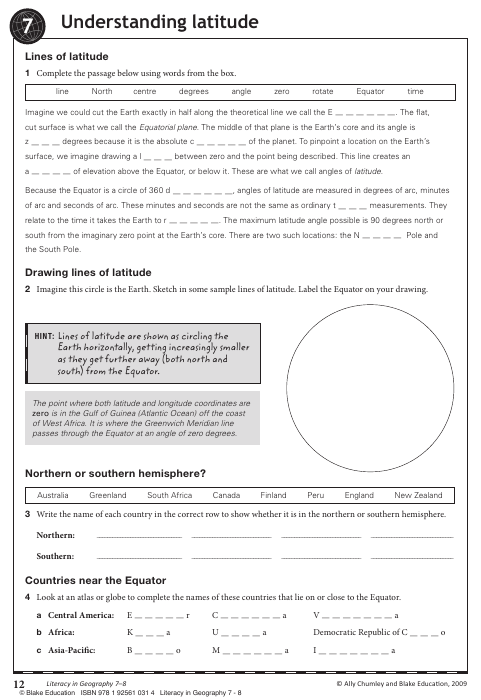 7 Understanding latitude
Lines of latitude
1 Complete the passage below using words from the box.
line North centre degrees angle zero rotate Equator time
Imagine we could cut the Earth exactly in half along the theoretical line we call the E _ _ _ _ _ _. The flat,
cut surface is what we call the Equatorial plane. The middle of that plane is the Earth's core and its angle is
z _ _ _ degrees because it is the absolute c _ _ _ _ _ of the planet. To pinpoint a location on the Earth's
surface, we imagine drawing a l _ _ _ between zero and the point being described. This line creates an
a _ _ _ _ of elevation above the Equator, or below it. These are what we call angles of latitude.
Because the Equator is a circle of 360 d _ _ _ _ _ _, angles of latitude are measured in degrees of arc, minutes
of arc and seconds of arc. These minutes and seconds are not the same as ordinary t _ _ _ measurements. They
relate to the time it takes the Earth to r _ _ _ _ _. The maximum latitude angle possible is 90 degrees north or
south from the imaginary zero point at the Earth's core. There are two such locations: the N _ _ _ _ Pole and
the South Pole.
Drawing lines of latitude
2 Imagine this circle is the Earth. Sketch in some sample lines of latitude. Label the Equator on your drawing.
HINT: Lines of latitude are shown as circling the
Earth horizontally, getting increasingly smaller
as they get further away (both north and
south) from the Equator.
The point where both latitude and longitude coordinates are
zero is in the Gulf of Guinea (Atlantic Ocean) off the coast
of West Africa. It is where the Greenwich Meridian line
passes through the Equator at an angle of zero degrees.
Northern or southern hemisphere?
Australia Greenland South Africa Canada Finland Peru England New Zealand
3 Write the name of each country in the correct row to show whether it is in the northern or southern hemisphere.
Northern:
Southern:
Countries near the Equator
4 Look at an atlas or globe to complete the names of these countries that lie on or close to the Equator.
a Central America: E _ _ _ _ _ r C _ _ _ _ _ _ a V _ _ _ _ _ _ _ a
b Africa: K _ _ _ a U _ _ _ _ a Democratic Republic of C _ _ _ o
c Asia-Pacific: B _ _ _ _ o M _ _ _ _ _ _ a I _ _ _ _ _ _ _ a
12 Literacy in Geography 7–8 © Ally Chumley and Blake Education, 2009
© Blake Education ISBN 978 1 92561 031 4 Literacy in Geography 7 - 8